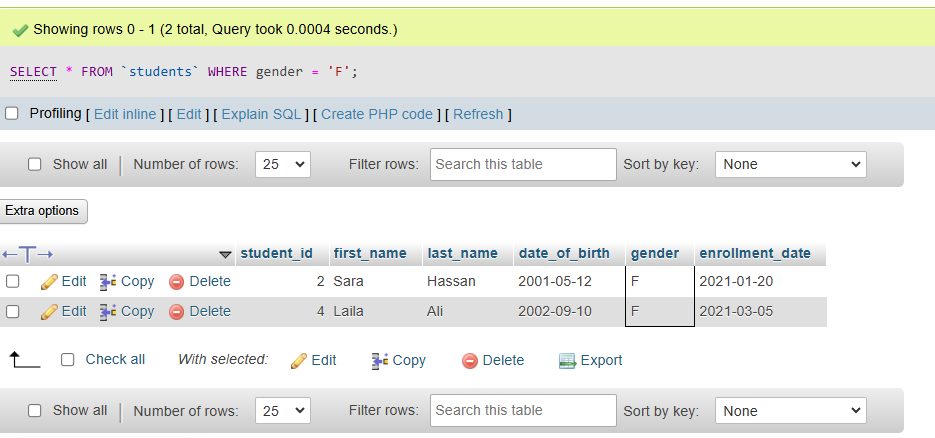 Showing rows 0 - 1 (2 total, Query took 0.0004 seconds.)
SELECT * FROM `students` WHERE gender = 'F';
Profiling [ Edit inline ] [ Edit ] [ Explain SQL ] [ Create PHP code ] [ Refresh ]
Show all Number of rows: 25 Filter rows: Search this table Sort by key: None
Extra options
←T→ student_id first_name last_name date_of_birth gender enrollment_date
Edit Copy Delete 2 Sara Hassan 2001-05-12 F 2021-01-20
Edit Copy Delete 4 Laila Ali 2002-09-10 F 2021-03-05
Check all With selected: Edit Copy Delete Export
Show all Number of rows: 25 Filter rows: Search this table Sort by key: None